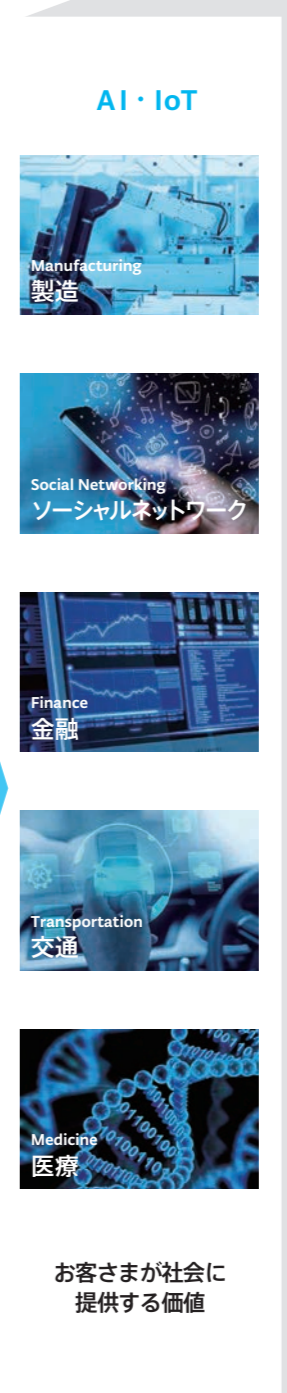 AI・IoT
Manufacturing
製造
Social Networking
ソーシャルネットワーク
Finance
金融
Transportation
交通
Medicine
医療
お客さまが社会に
提供する価値